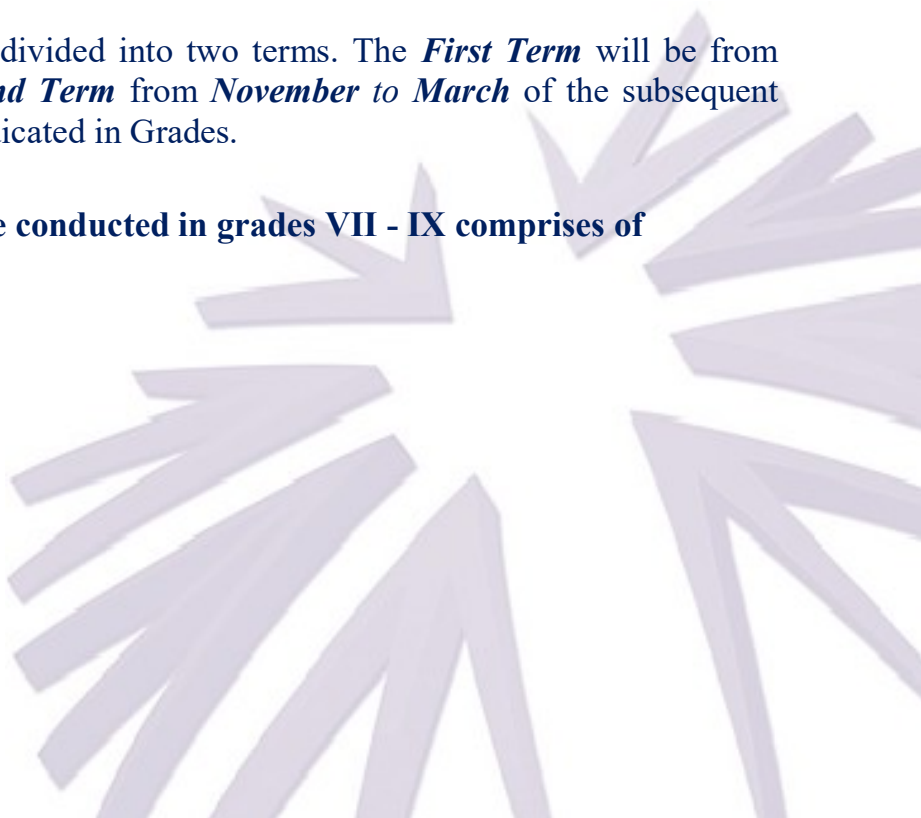 divided into two terms. The First Term will be from
nd Term from November to March of the subsequent
dicated in Grades.
e conducted in grades VII - IX comprises of